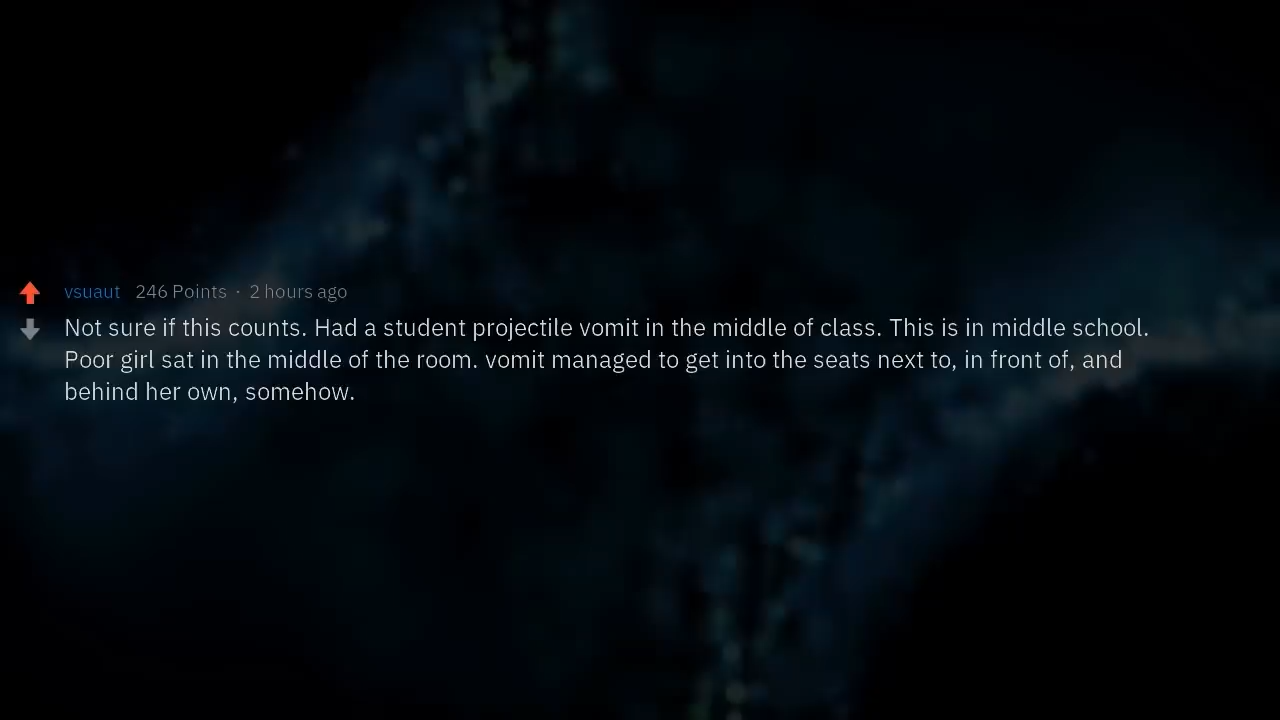 vsuaut 246 Points · 2 hours ago
Not sure if this counts. Had a student projectile vomit in the middle of class. This is in middle school.
Poor girl sat in the middle of the room. vomit managed to get into the seats next to, in front of, and
behind her own, somehow.